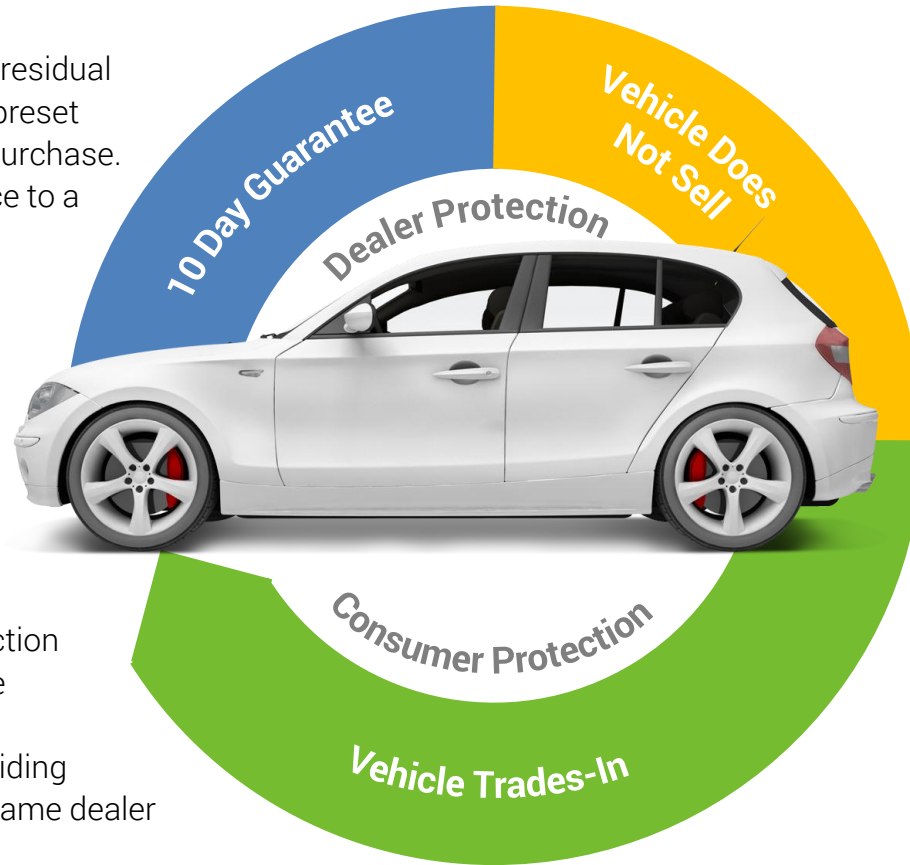 residual
preset
urchase.
ce to a
10 Day Guarantee
Vehicle Does
Not Sell
Dealer Protection
Consumer Protection
ction
e
iding
ame dealer
Vehicle Trades-In